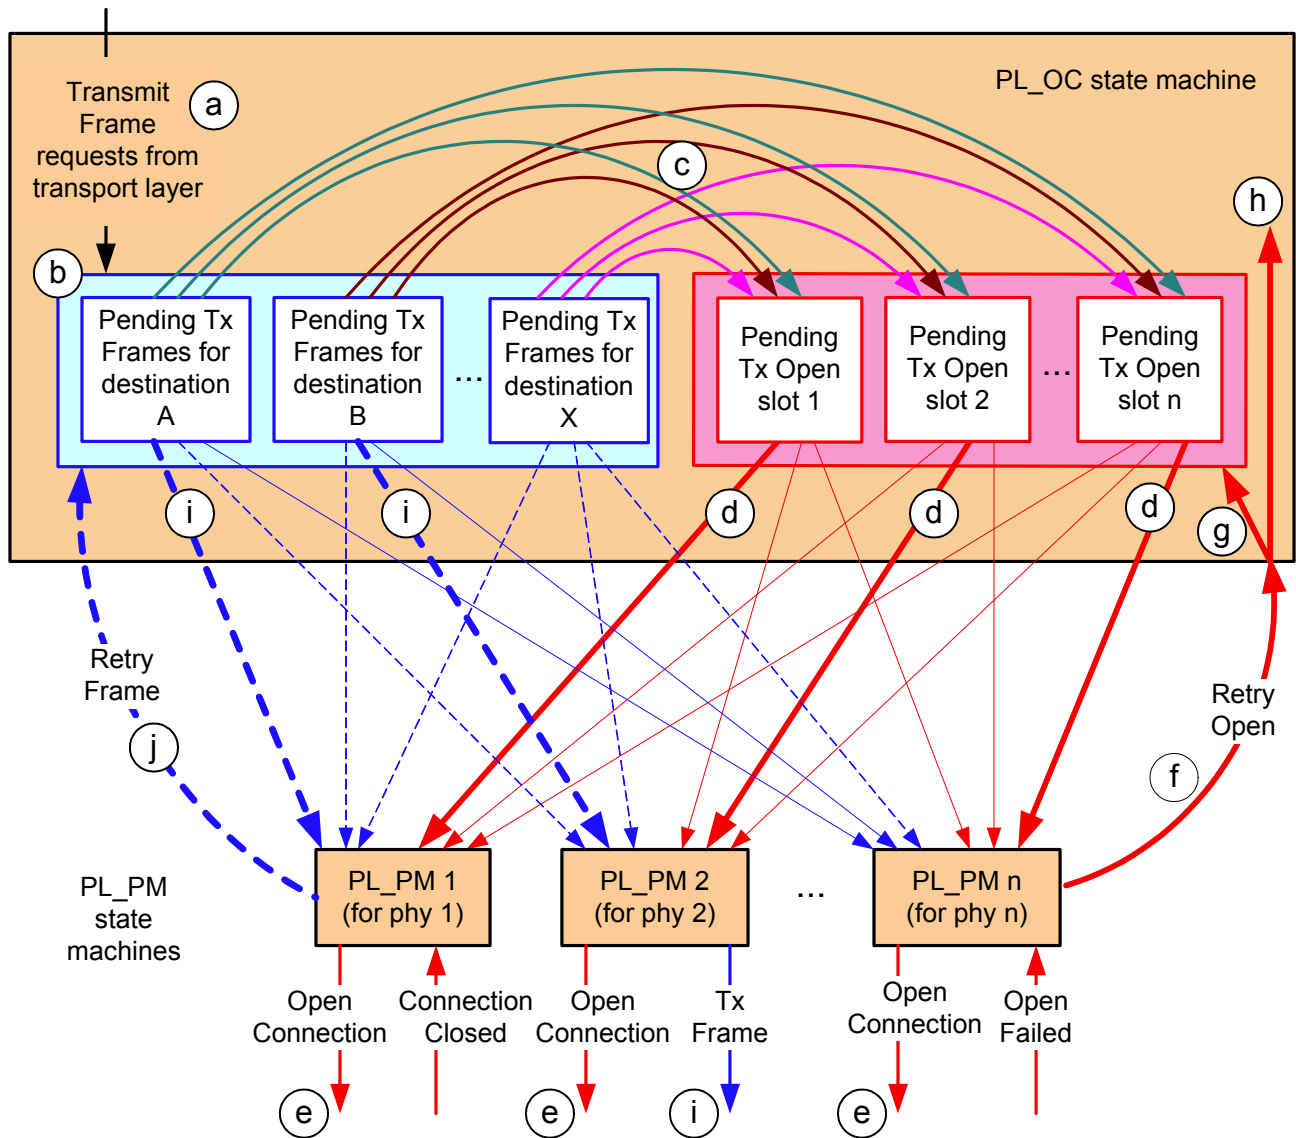 Transmit
Frame
requests from
transport layer
a
PL_OC state machine
c
h
b
Pending Tx
Frames for
destination
A
Pending Tx
Frames for
destination
B
...
Pending Tx
Frames for
destination
X
Pending
Tx Open
slot 1
Pending
Tx Open
slot 2
...
Pending
Tx Open
slot n
i
i
d
d
d
g
Retry
Frame
j
Retry
Open
f
PL_PM
state
machines
PL_PM 1
(for phy 1)
PL_PM 2
(for phy 2)
...
PL_PM n
(for phy n)
Open
Connection
Connection
Closed
Open
Connection
Tx
Frame
Open
Connection
Open
Failed
e
e
i
e